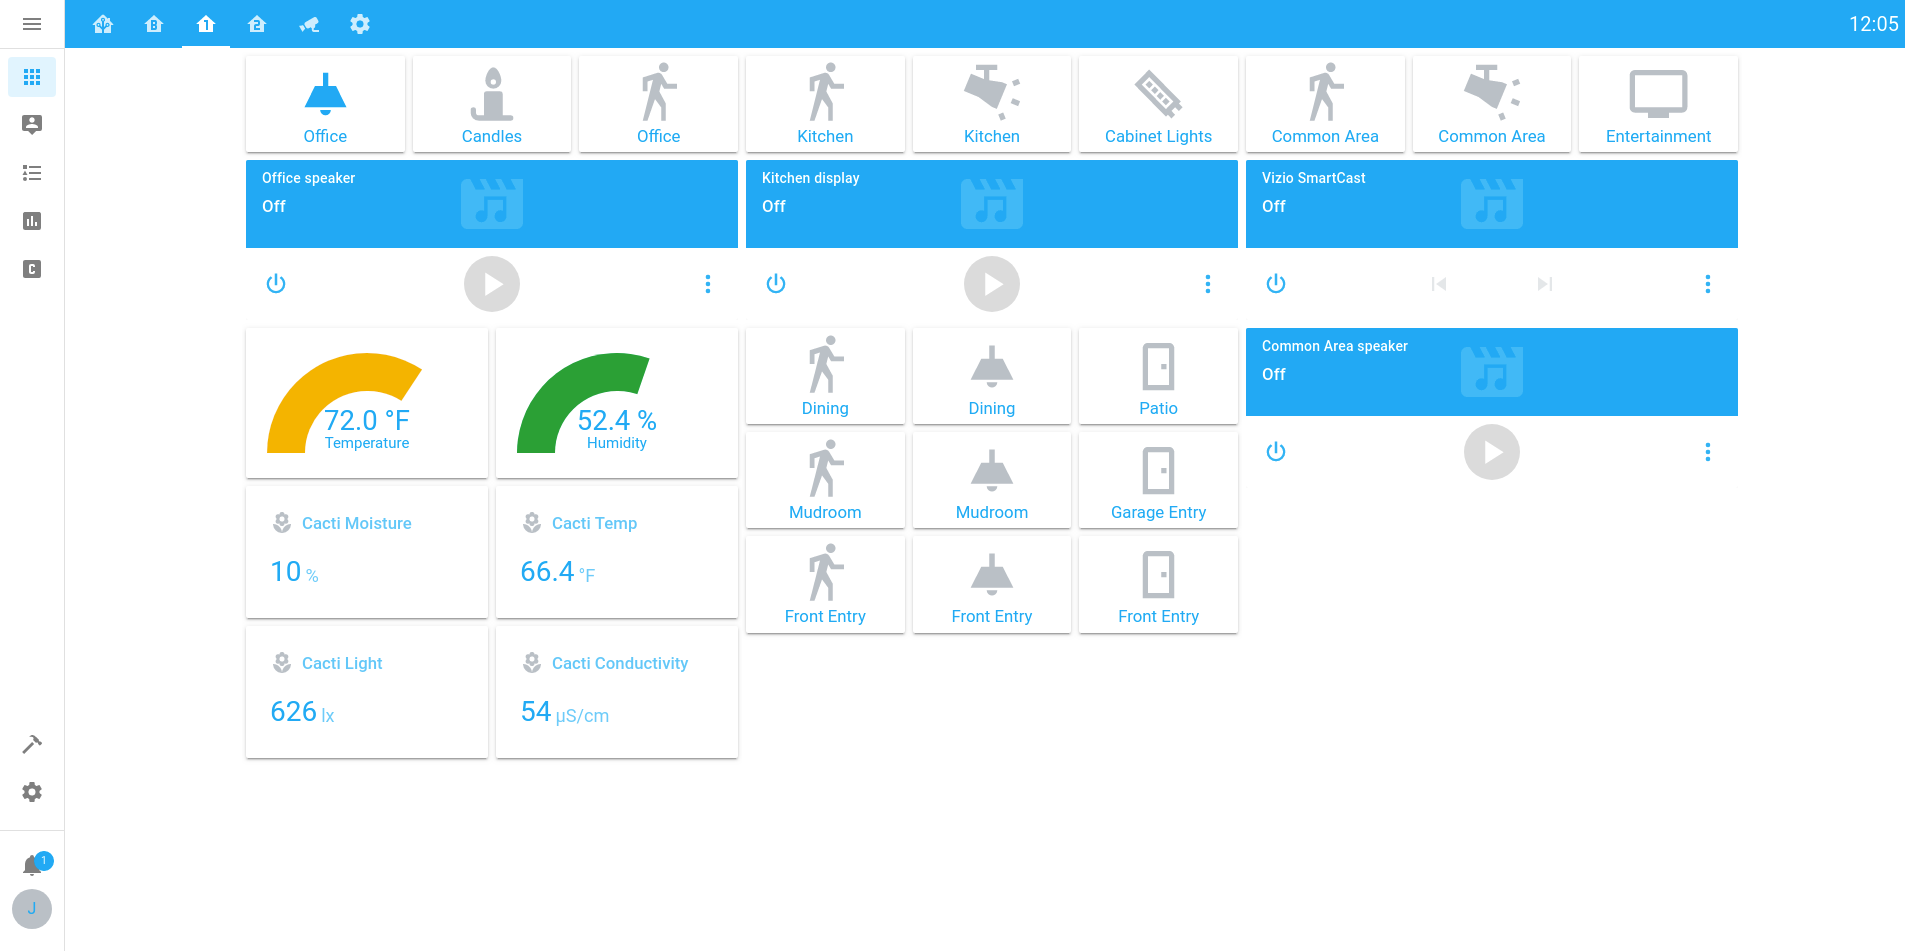 B 1 2 12:05
Office Candles Office Kitchen Kitchen Cabinet Lights Common Area Common Area Entertainment
Office speaker
Off
Kitchen display
Off
Vizio SmartCast
Off
72.0 °F
Temperature
52.4 %
Humidity
Dining Dining Patio
Common Area speaker
Off
Cacti Moisture
10 %
Cacti Temp
66.4 °F
Mudroom Mudroom Garage Entry
Front Entry Front Entry Front Entry
Cacti Light
626 lx
Cacti Conductivity
54 µS/cm
C
1
J